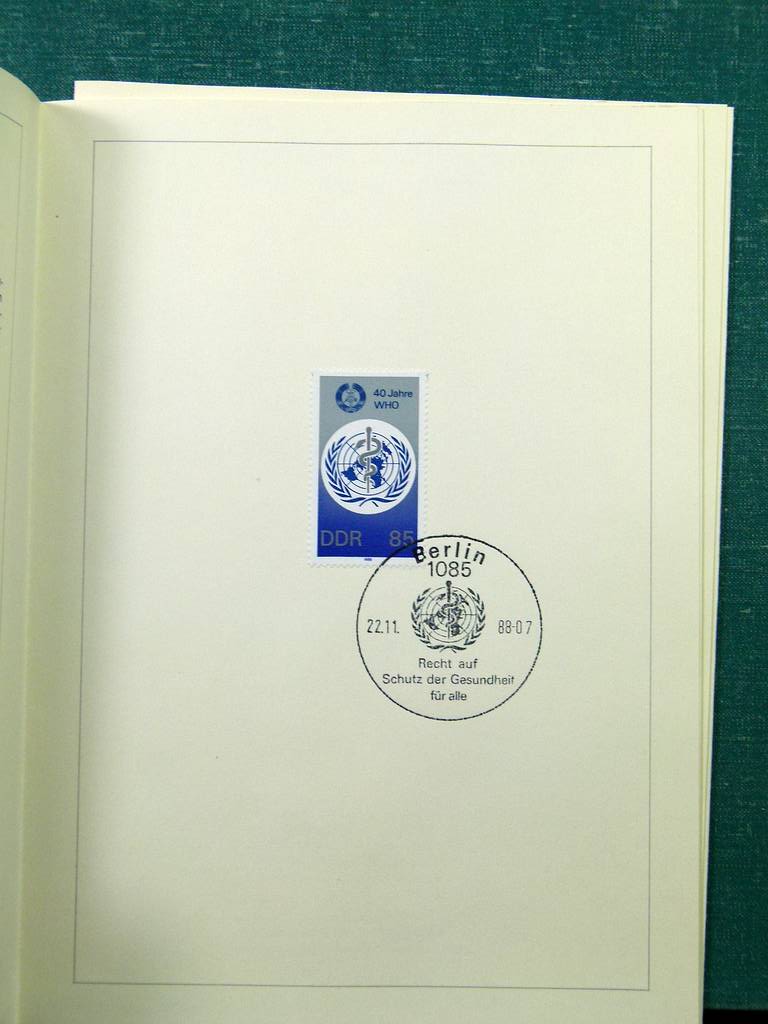 40 Jahre
WHO
DDR 85
Berlin
1085
22.11. 88-07
Recht auf
Schutz der Gesundheit
für alle